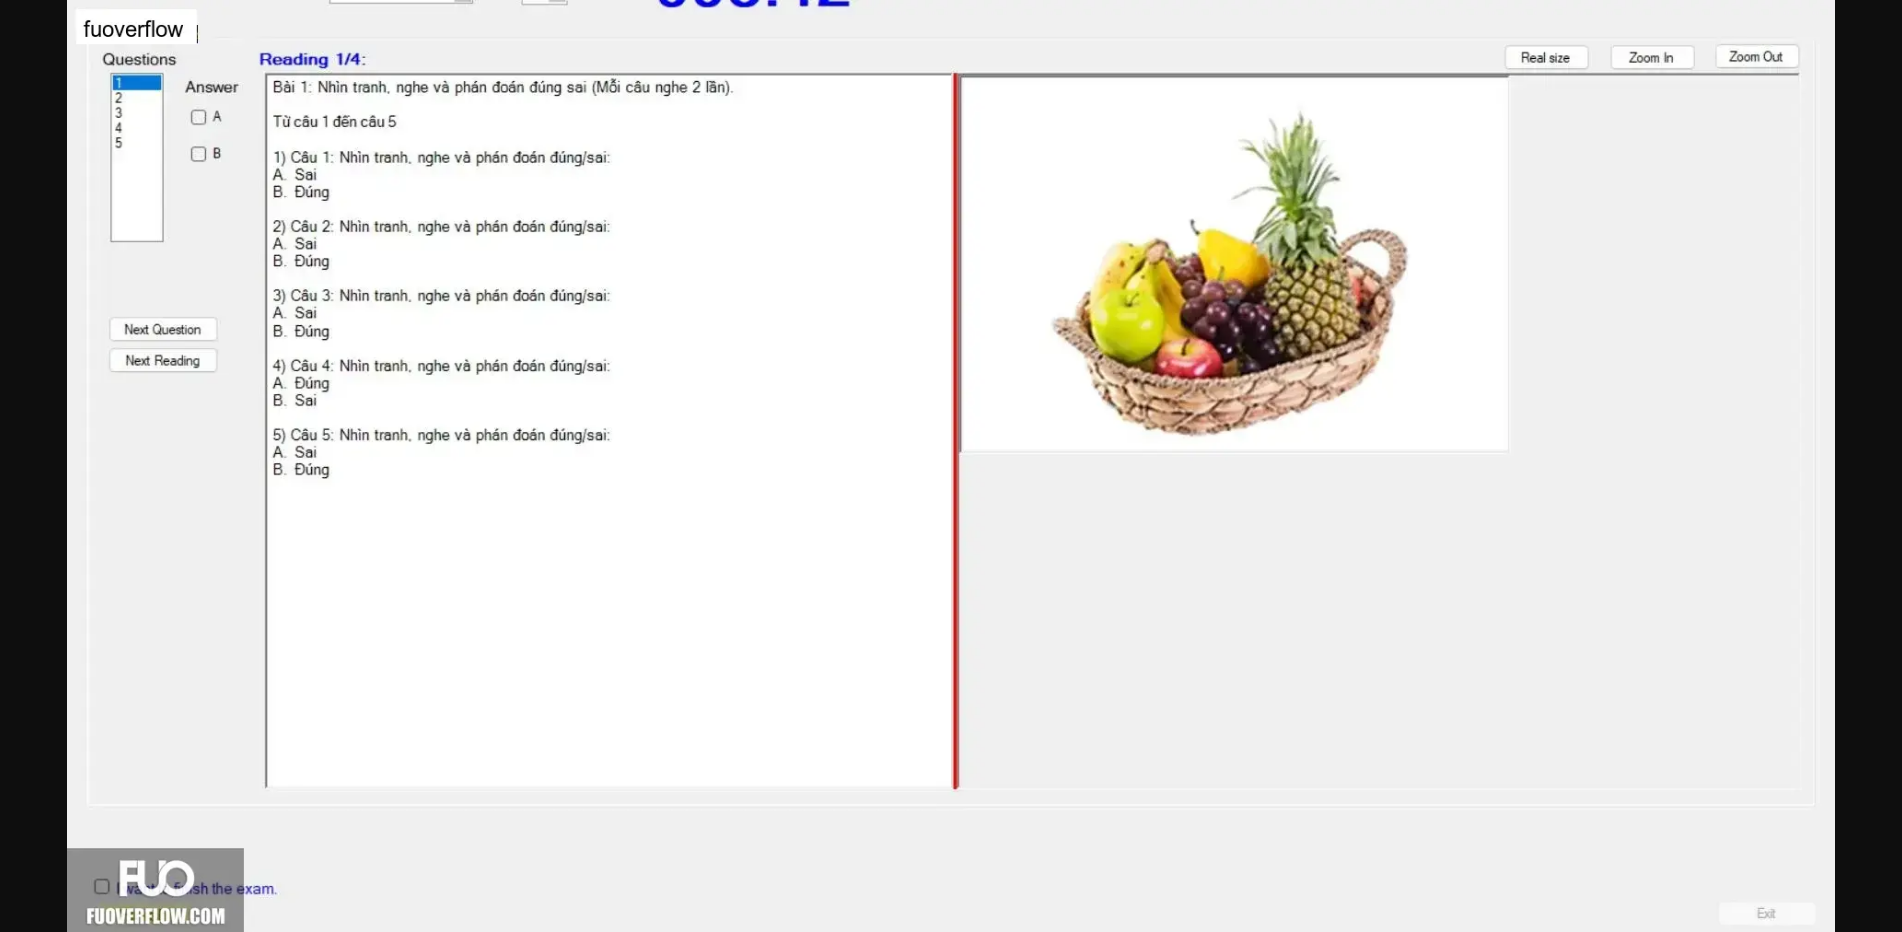 fuoverflow
Questions
1
2
3
4
5
Answer
A
B
Next Question
Next Reading
Reading 1/4:
Real size
Zoom In
Zoom Out
Bài 1: Nhìn tranh, nghe và phán đoán đúng sai (Mỗi câu nghe 2 lần).
Từ câu 1 đến câu 5
1) Câu 1: Nhìn tranh, nghe và phán đoán đúng/sai:
A. Sai
B. Đúng
2) Câu 2: Nhìn tranh, nghe và phán đoán đúng/sai:
A. Sai
B. Đúng
3) Câu 3: Nhìn tranh, nghe và phán đoán đúng/sai:
A. Sai
B. Đúng
4) Câu 4: Nhìn tranh, nghe và phán đoán đúng/sai:
A. Đúng
B. Sai
5) Câu 5: Nhìn tranh, nghe và phán đoán đúng/sai:
A. Sai
B. Đúng
FUO
the exam.
FUOVERFLOW.COM
Exit